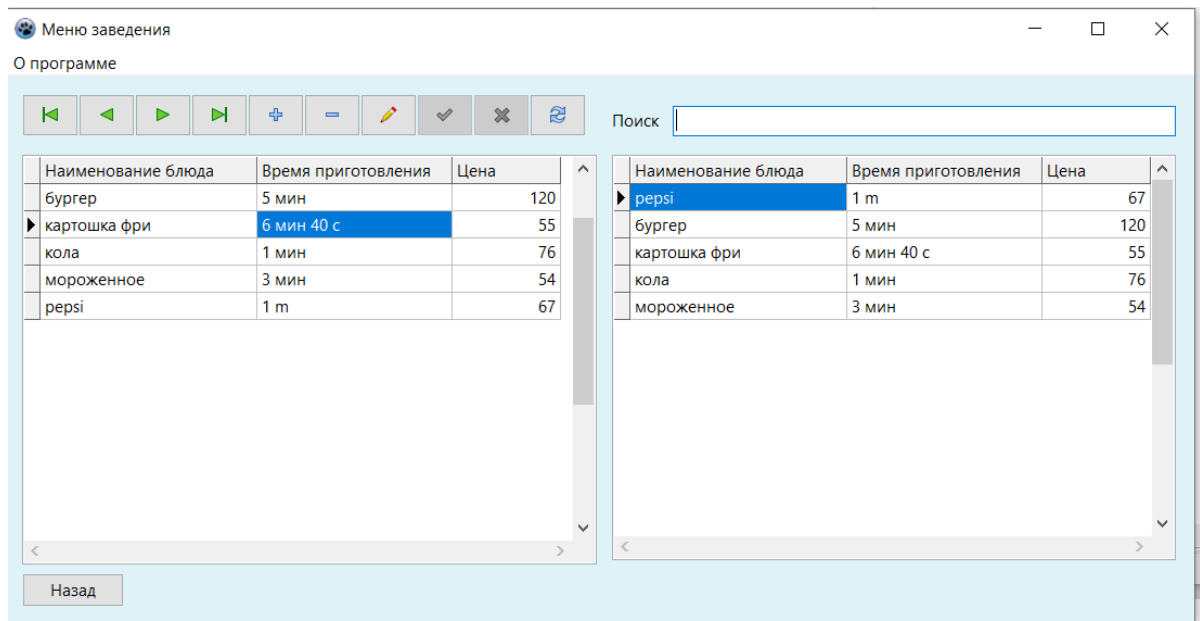 Меню заведения
О программе
Поиск
Наименование блюда Время приготовления Цена
бургер 5 мин 120
картошка фри 6 мин 40 с 55
кола 1 мин 76
мороженное 3 мин 54
pepsi 1 m 67
Наименование блюда Время приготовления Цена
pepsi 1 m 67
бургер 5 мин 120
картошка фри 6 мин 40 с 55
кола 1 мин 76
мороженное 3 мин 54
Назад